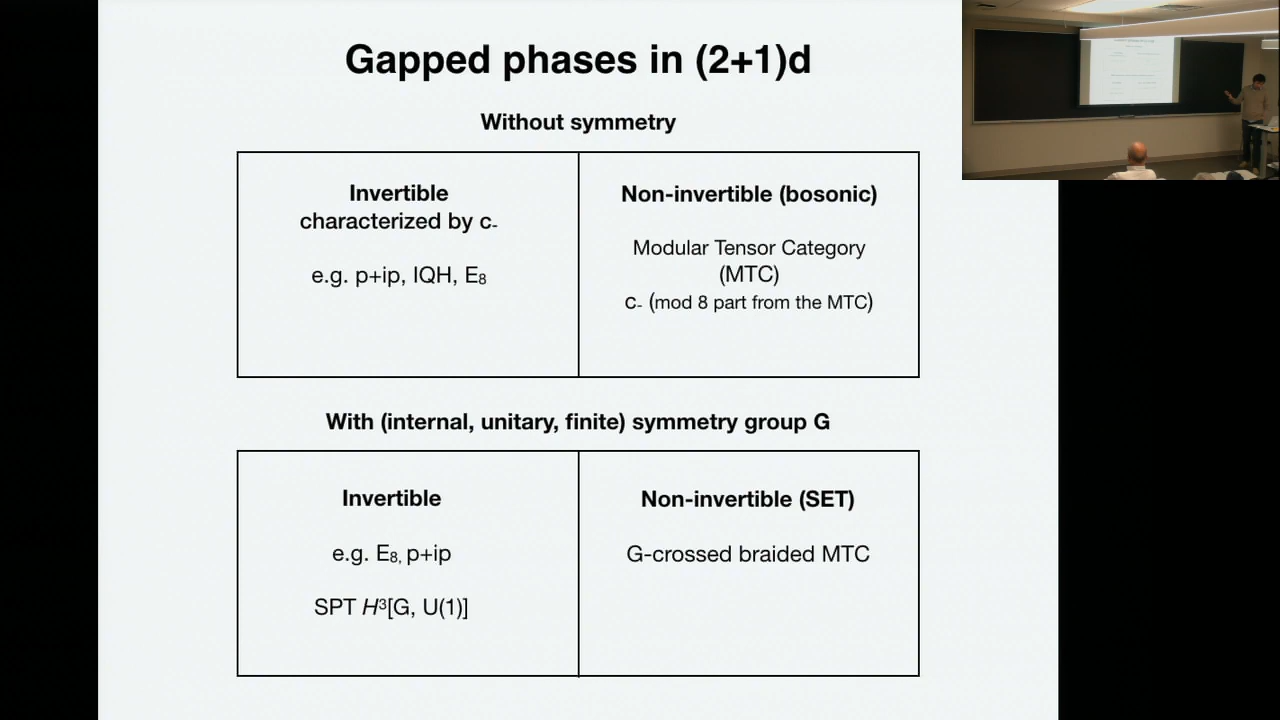 Gapped phases in (2+1)d
Without symmetry
Invertible
characterized by c-
e.g. p+ip, IQH, E8
Non-invertible (bosonic)
Modular Tensor Category
(MTC)
c- (mod 8 part from the MTC)
With (internal, unitary, finite) symmetry group G
Invertible
e.g. E8, p+ip
SPT H³[G, U(1)]
Non-invertible (SET)
G-crossed braided MTC